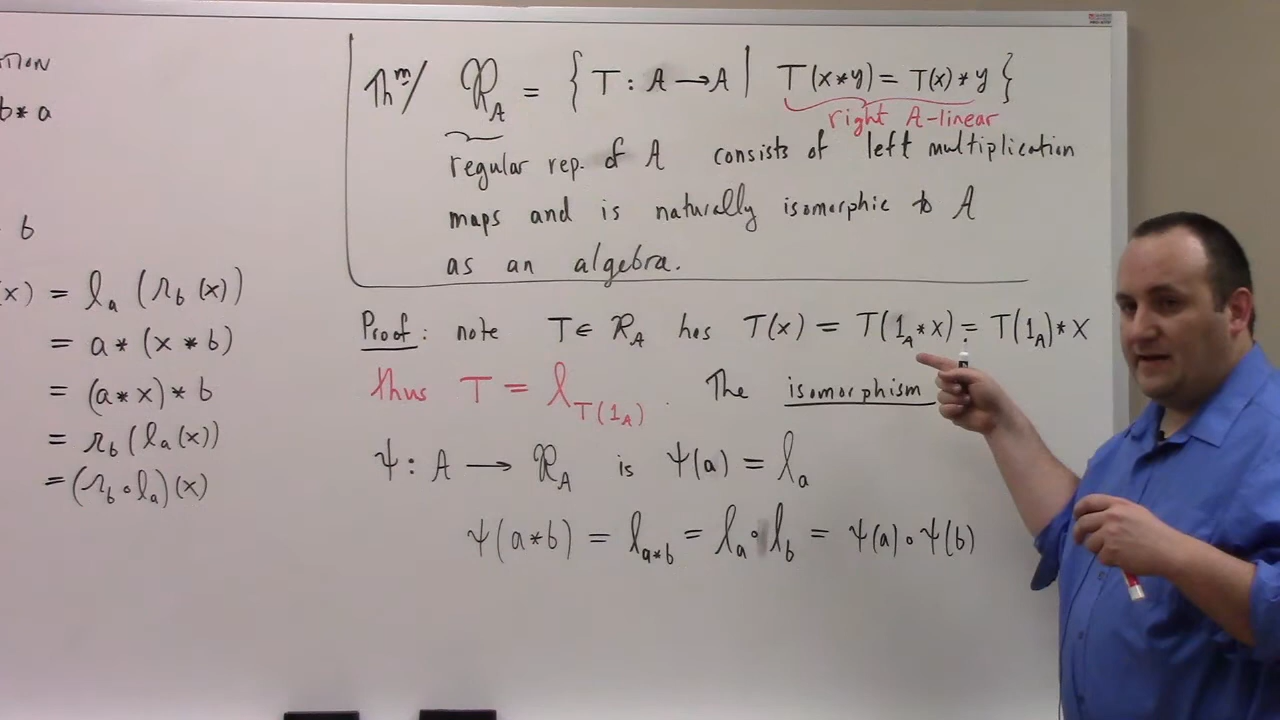 TION
b * a
b
(x) = l_a (r_b (x))
= a * (x * b)
= (a * x) * b
= r_b (l_a (x))
= (r_b ∘ l_a)(x)
Thm/ R_A = { T : A → A | T(x*y) = T(x) * y }
right A-linear
regular rep. of A consists of left multiplication
maps and is naturally isomorphic to A
as an algebra.
Proof: note T ∈ R_A has T(x) = T(1_A * x) = T(1_A) * x
thus T = l_{T(1_A)} . The isomorphism
Ψ : A → R_A is Ψ(a) = l_a
Ψ(a*b) = l_{a*b} = l_a ∘ l_b = Ψ(a) ∘ Ψ(b)